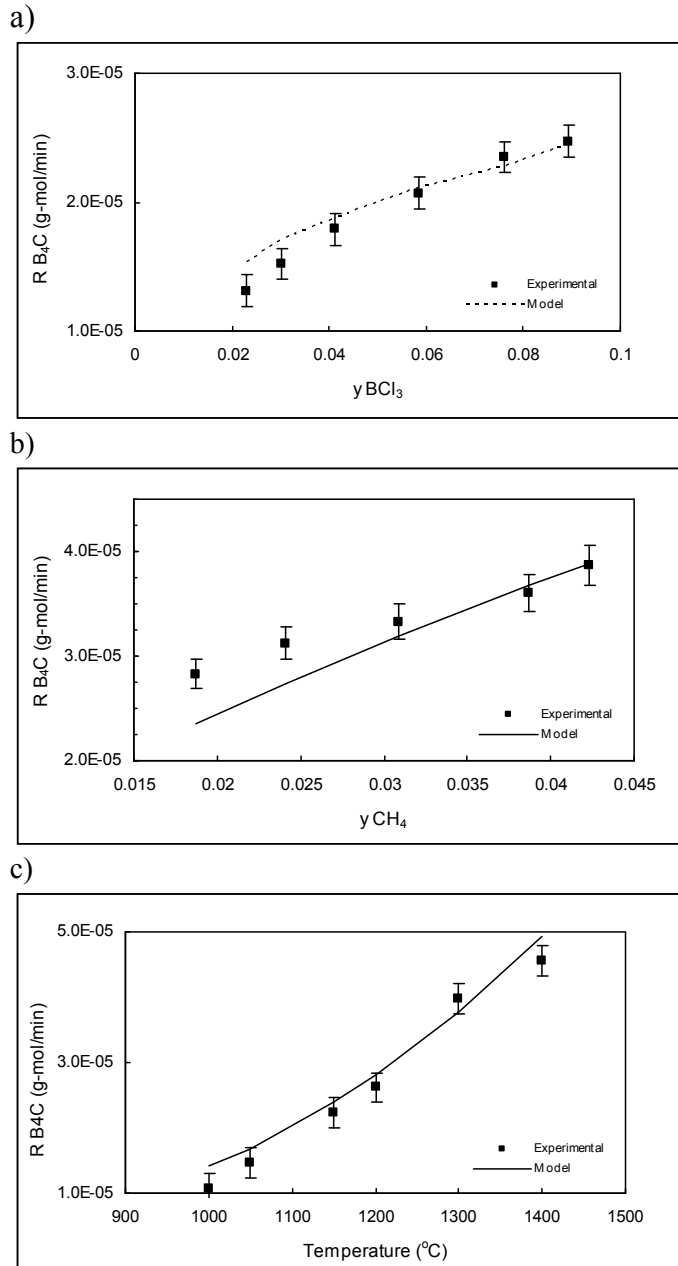 a)
3.0E-05
2.0E-05
1.0E-05
R B₄C (g-mol/min)
Experimental
Model
0 0.02 0.04 0.06 0.08 0.1
y BCl₃
b)
4.0E-05
3.0E-05
2.0E-05
R B₄C (g-mol/min)
Experimental
Model
0.015 0.02 0.025 0.03 0.035 0.04 0.045
y CH₄
c)
5.0E-05
3.0E-05
1.0E-05
R B4C (g-mol/min)
Experimental
Model
900 1000 1100 1200 1300 1400 1500
Temperature (°C)